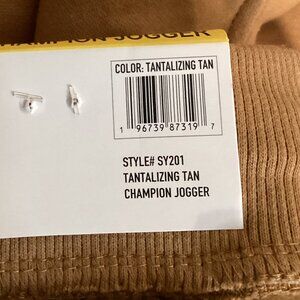 CHAMPION JOGGER
COLOR: TANTALIZING TAN
1 96739 87319 7
STYLE# SY201
TANTALIZING TAN
CHAMPION JOGGER